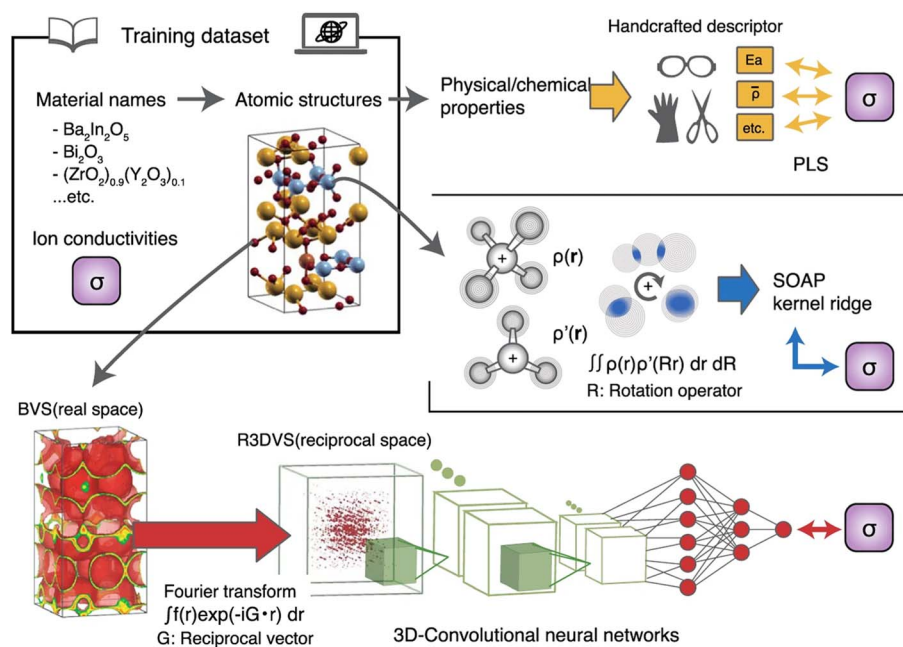 Training dataset
Material names
Atomic structures
- Ba₂In₂O₅
- Bi₂O₃
- (ZrO₂)₀.₉(Y₂O₃)₀.₁
...etc.
Ion conductivities
σ
Physical/chemical
properties
Handcrafted descriptor
Ea
ρ̄
etc.
σ
PLS
+
ρ(r)
+
ρ'(r)
+
∫∫ρ(r)ρ'(Rr) dr dR
R: Rotation operator
SOAP
kernel ridge
σ
BVS(real space)
R3DVS(reciprocal space)
Fourier transform
∫f(r)exp(-iG·r) dr
G: Reciprocal vector
3D-Convolutional neural networks
σ